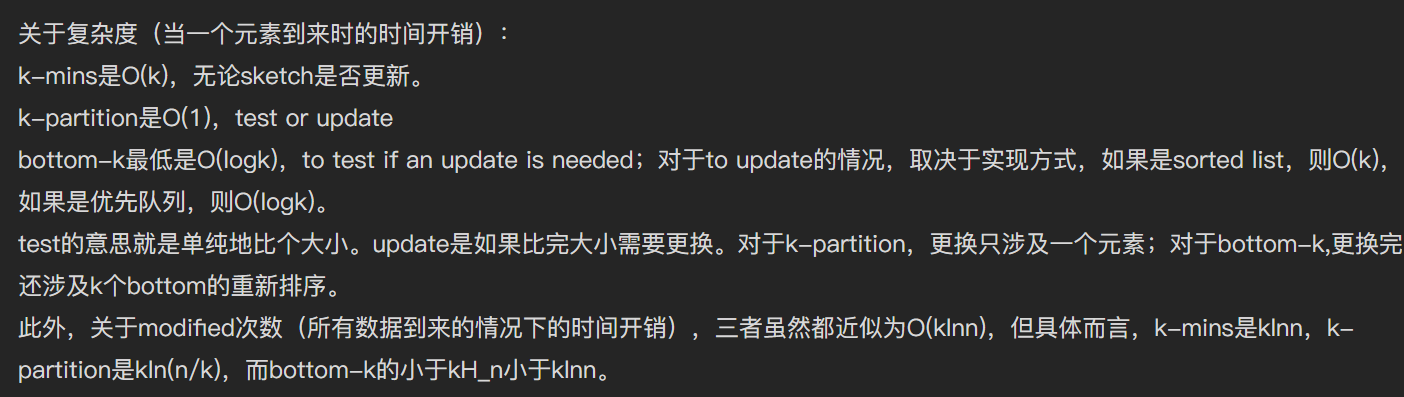 关于复杂度（当一个元素到来时的时间开销）：
k-mins是O(k)，无论sketch是否更新。
k-partition是O(1)，test or update
bottom-k最低是O(logk)，to test if an update is needed；对于to update的情况，取决于实现方式，如果是sorted list，则O(k)，
如果是优先队列，则O(logk)。
test的意思就是单纯地比个大小。update是如果比完大小需要更换。对于k-partition，更换只涉及一个元素；对于bottom-k,更换完
还涉及k个bottom的重新排序。
此外，关于modified次数（所有数据到来的情况下的时间开销），三者虽然都近似为O(klnn)，但具体而言，k-mins是klnn，k-
partition是kln(n/k)，而bottom-k的小于kH_n小于klnn。